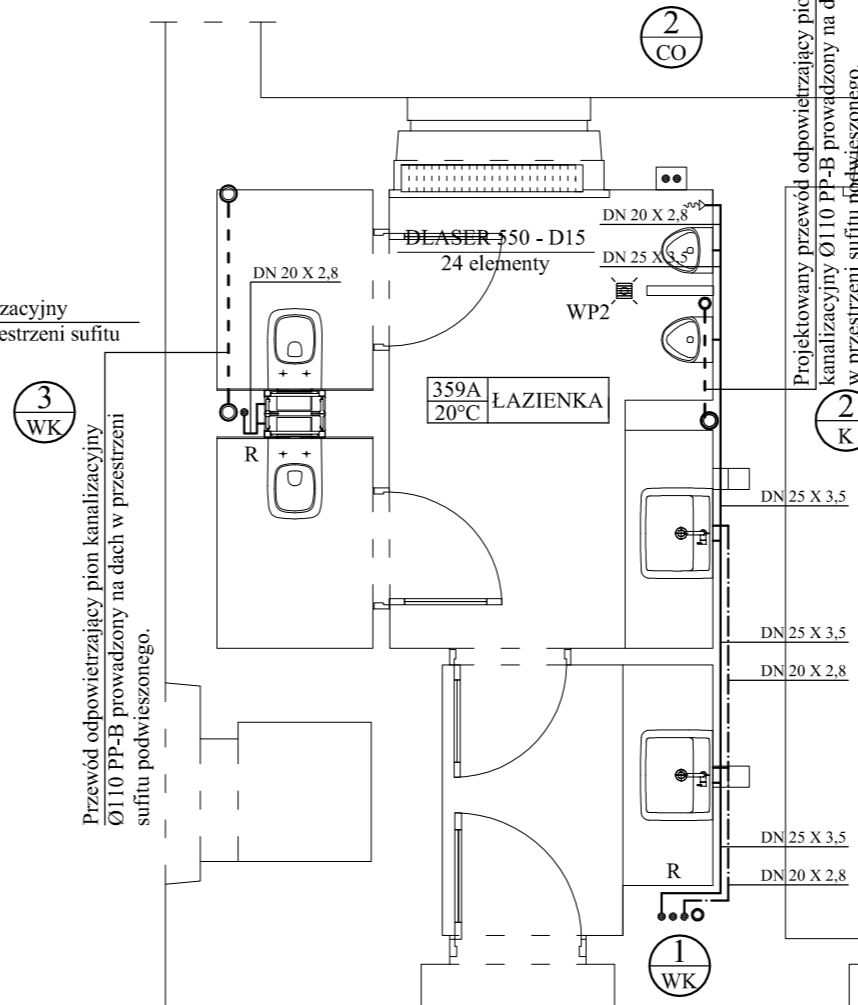 2
CO
DN 20 X 2,8
DLASER 550 - D15
24 elementy
DN 25 X 3,5
DN 20 X 2,8
WP2
zacyjny
estrzeni sufitu
359A
20°C
ŁAZIENKA
3
WK
2
K
R
Projektowany przewód odpowietrzający
kanalizacyjny Ø110 PP-B prowadzony na
w przestrzeni sufitu podwieszonego.
Przewód odpowietrzający pion kanalizacyjny
Ø110 PP-B prowadzony na dach w przestrzeni
sufitu podwieszonego.
DN 25 X 3,5
DN 25 X 3,5
DN 20 X 2,8
DN 25 X 3,5
R
DN 20 X 2,8
1
WK